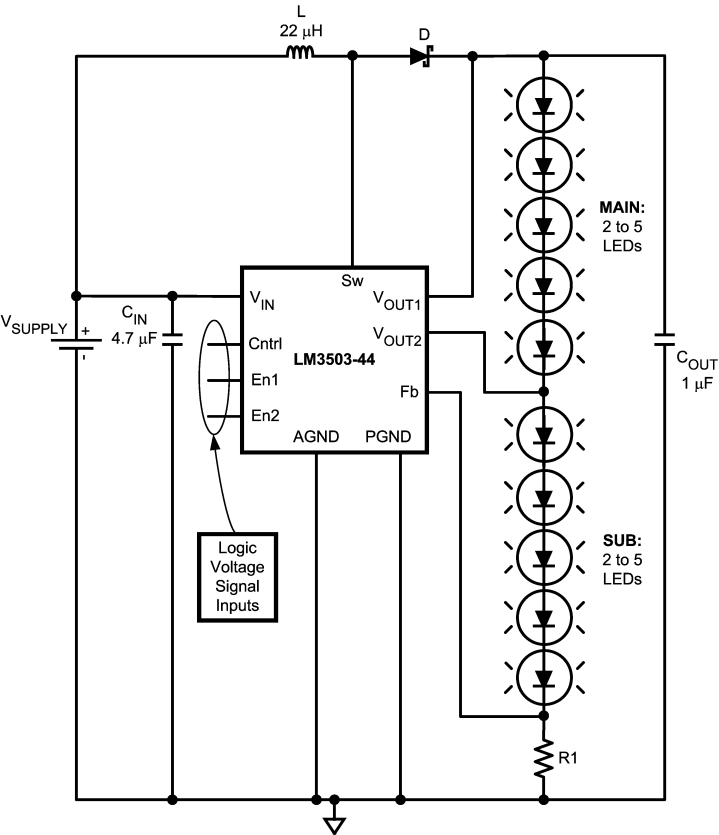 L
22 μH
D
MAIN:
2 to 5
LEDs
Sw
V_IN
V_OUT1
V_OUT2
C_IN
4.7 μF
V_SUPPLY
+
-
Cntrl
En1
En2
LM3503-44
Fb
AGND
PGND
C_OUT
1 μF
Logic
Voltage
Signal
Inputs
SUB:
2 to 5
LEDs
R1